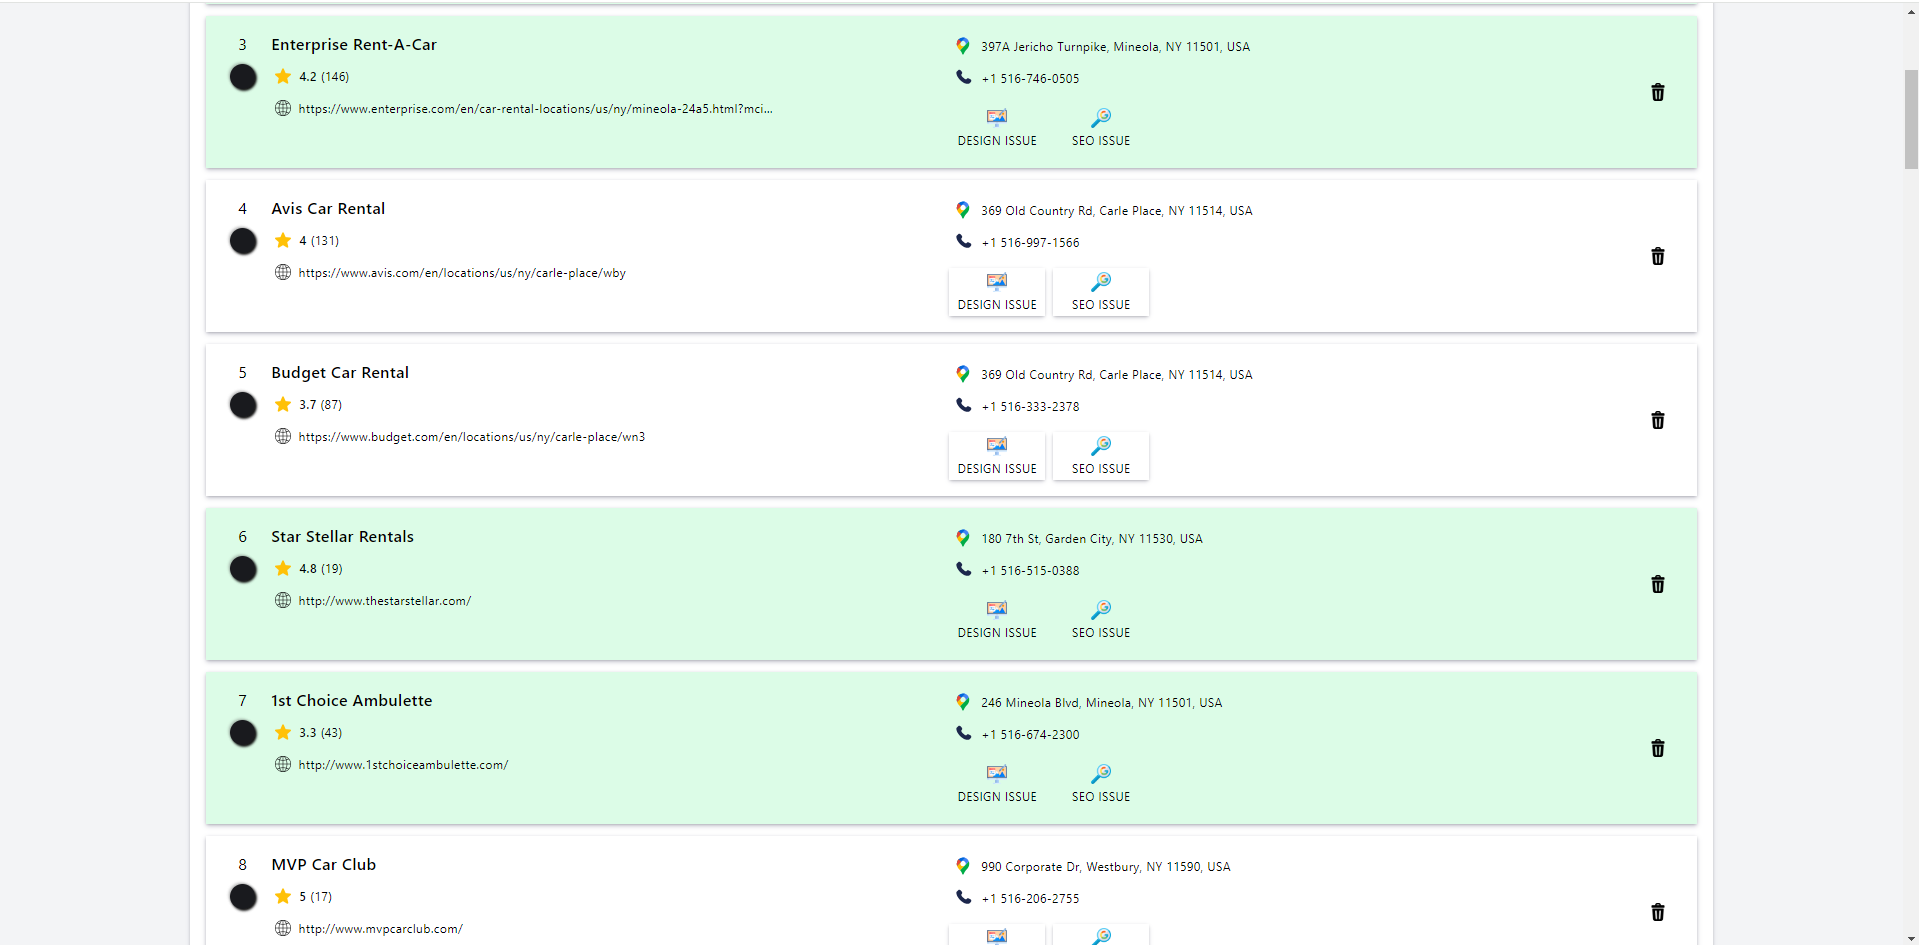 3 Enterprise Rent-A-Car
4.2 (146)
https://www.enterprise.com/en/car-rental-locations/us/ny/mineola-24a5.html?mci...
397A Jericho Turnpike, Mineola, NY 11501, USA
+1 516-746-0505
DESIGN ISSUE SEO ISSUE
4 Avis Car Rental
4 (131)
https://www.avis.com/en/locations/us/ny/carle-place/wby
369 Old Country Rd, Carle Place, NY 11514, USA
+1 516-997-1566
DESIGN ISSUE SEO ISSUE
5 Budget Car Rental
3.7 (87)
https://www.budget.com/en/locations/us/ny/carle-place/wn3
369 Old Country Rd, Carle Place, NY 11514, USA
+1 516-333-2378
DESIGN ISSUE SEO ISSUE
6 Star Stellar Rentals
4.8 (19)
http://www.thestarstellar.com/
180 7th St, Garden City, NY 11530, USA
+1 516-515-0388
DESIGN ISSUE SEO ISSUE
7 1st Choice Ambulette
3.3 (43)
http://www.1stchoiceambulette.com/
246 Mineola Blvd, Mineola, NY 11501, USA
+1 516-674-2300
DESIGN ISSUE SEO ISSUE
8 MVP Car Club
5 (17)
http://www.mvpcarclub.com/
990 Corporate Dr, Westbury, NY 11590, USA
+1 516-206-2755